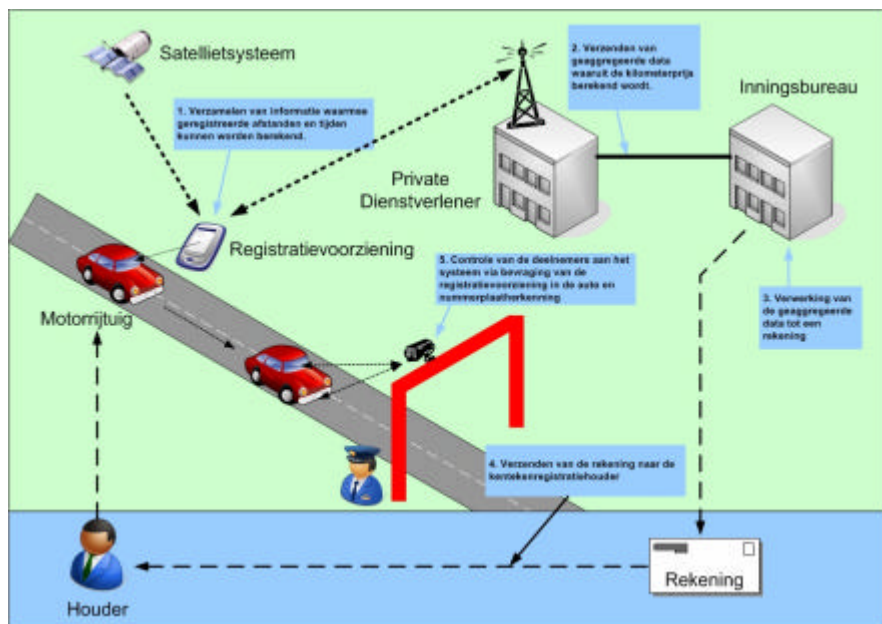 Satellietsysteem
1. Verzamelen van informatie waarmee
geregistreerde afstanden en tijden
kunnen worden berekend.
2. Verzenden van
geaggregeerde data
waaruit de kilometerprijs
berekend wordt.
Inningsbureau
Private
Dienstverlener
Registratievoorziening
5. Controle van de deelnemers aan het
systeem via bevraging van de
registratievoorziening in de auto en
nummerplaatherkenning
3. Verwerking van
de geaggregeerde
data tot een
rekening
Motorrijtuig
4. Verzenden van de rekening naar de
kentekenregistratiehouder
Rekening
Houder